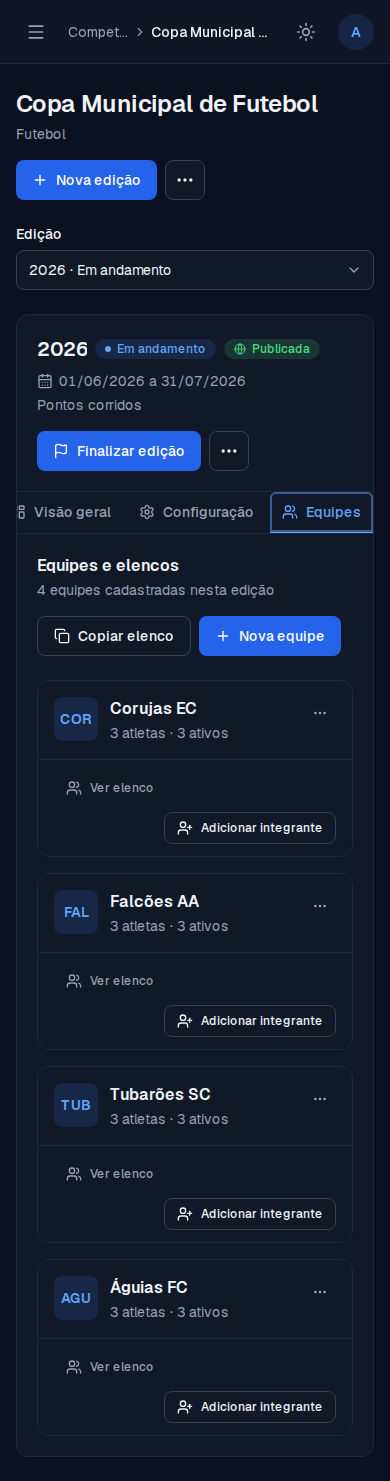 Compet... > Copa Municipal ... A
Copa Municipal de Futebol
Futebol
+ Nova edição ...
Edição
2026 · Em andamento
2026 Em andamento Publicada
01/06/2026 a 31/07/2026
Pontos corridos
Finalizar edição ...
Visão geral Configuração Equipes
Equipes e elencos
4 equipes cadastradas nesta edição
Copiar elenco + Nova equipe
COR Corujas EC ...
3 atletas · 3 ativos
Ver elenco
Adicionar integrante
FAL Falcões AA ...
3 atletas · 3 ativos
Ver elenco
Adicionar integrante
TUB Tubarões SC ...
3 atletas · 3 ativos
Ver elenco
Adicionar integrante
AGU Águias FC ...
3 atletas · 3 ativos
Ver elenco
Adicionar integrante